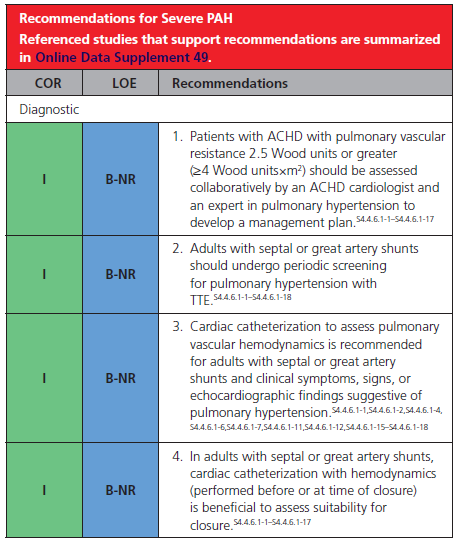 Recommendations for Severe PAH
Referenced studies that support recommendations are summarized
in Online Data Supplement 49.
COR LOE Recommendations
Diagnostic
I B-NR 1. Patients with ACHD with pulmonary vascular
resistance 2.5 Wood units or greater
(≥4 Wood units×m²) should be assessed
collaboratively by an ACHD cardiologist and
an expert in pulmonary hypertension to
develop a management plan.S4.4.6.1-1–S4.4.6.1-17
I B-NR 2. Adults with septal or great artery shunts
should undergo periodic screening
for pulmonary hypertension with
TTE.S4.4.6.1-1–S4.4.6.1-18
I B-NR 3. Cardiac catheterization to assess pulmonary
vascular hemodynamics is recommended
for adults with septal or great artery
shunts and clinical symptoms, signs, or
echocardiographic findings suggestive of
pulmonary hypertension.S4.4.6.1-1,S4.4.6.1-2,S4.4.6.1-4,
S4.4.6.1-6,S4.4.6.1-7,S4.4.6.1-11,S4.4.6.1-12,S4.4.6.1-15–S4.4.6.1-18
I B-NR 4. In adults with septal or great artery shunts,
cardiac catheterization with hemodynamics
(performed before or at time of closure)
is beneficial to assess suitability for
closure.S4.4.6.1-1–S4.4.6.1-17